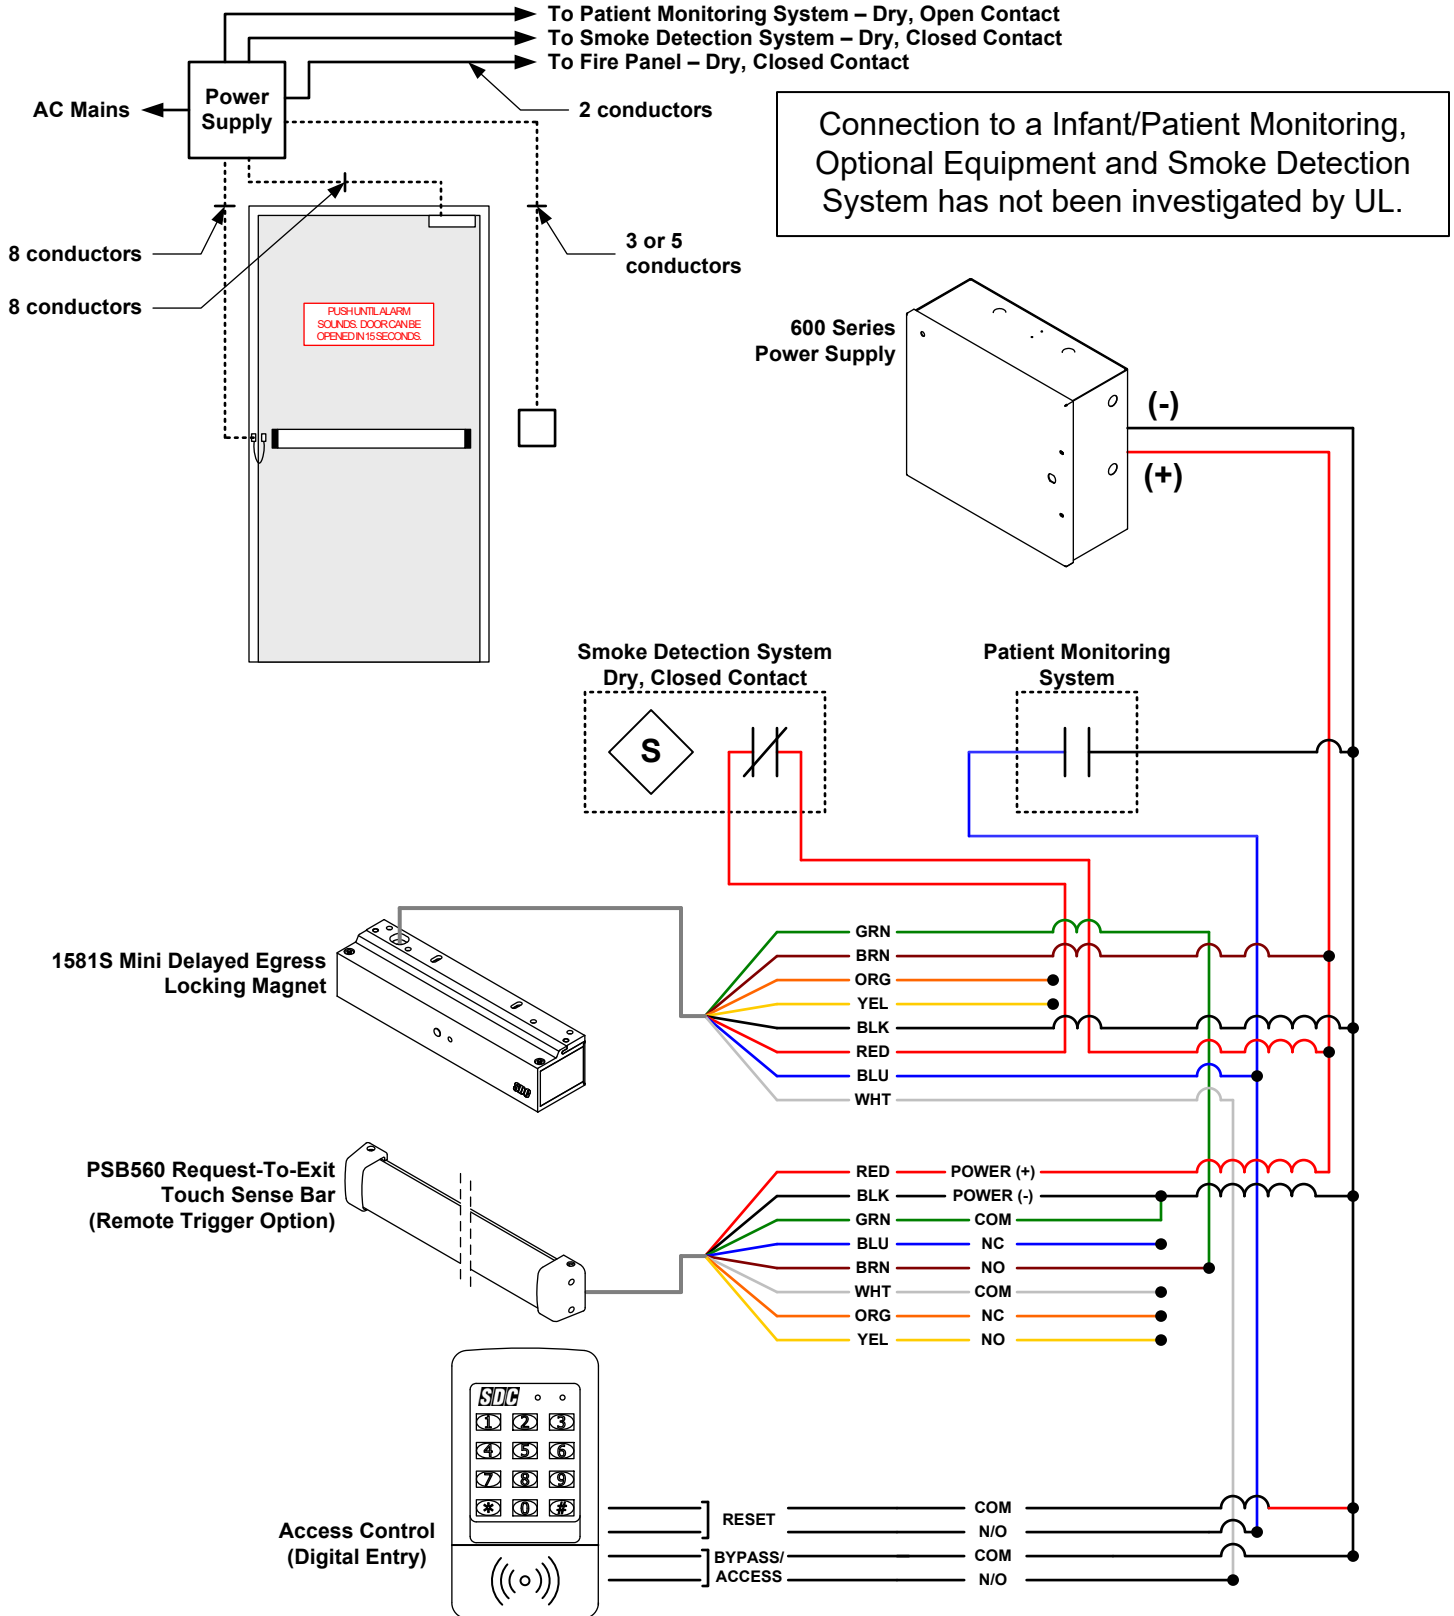 To Patient Monitoring System – Dry, Open Contact
To Smoke Detection System – Dry, Closed Contact
To Fire Panel – Dry, Closed Contact
AC Mains
Power
Supply
2 conductors
Connection to a Infant/Patient Monitoring,
Optional Equipment and Smoke Detection
System has not been investigated by UL.
8 conductors
8 conductors
3 or 5
conductors
PUSH UNTIL ALARM
SOUNDS. DOOR CAN BE
OPENED IN 15 SECONDS.
600 Series
Power Supply
(-)
(+)
Smoke Detection System
Dry, Closed Contact
S
Patient Monitoring
System
1581S Mini Delayed Egress
Locking Magnet
SDC
GRN
BRN
ORG
YEL
BLK
RED
BLU
WHT
PSB560 Request-To-Exit
Touch Sense Bar
(Remote Trigger Option)
RED POWER (+)
BLK POWER (-)
GRN COM
BLU NC
BRN NO
WHT COM
ORG NC
YEL NO
SDC
1 2 3
4 5 6
7 8 9
* 0 #
Access Control
(Digital Entry)
RESET
COM
N/O
BYPASS/
ACCESS
COM
N/O